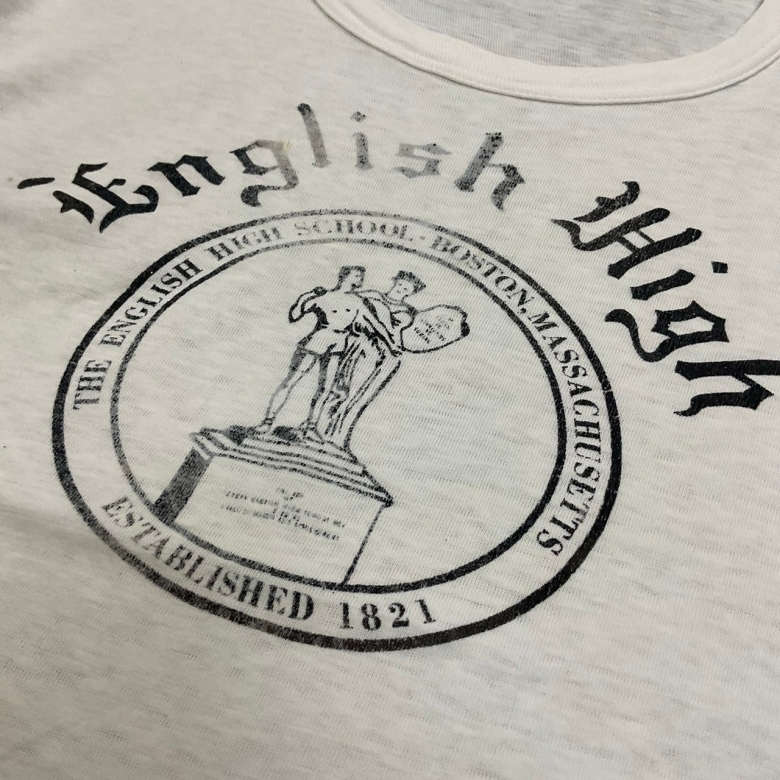 English High
THE ENGLISH HIGH SCHOOL · BOSTON, MASSACHUSETTS
ESTABLISHED 1821